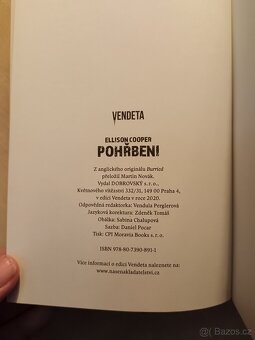 VENDETA
ELLISON COOPER
POHŘBENI
Z anglického originálu Buried
přeložil Martin Novák.
Vydal DOBROVSKÝ s. r. o.,
Květnového vítězství 332/31, 149 00 Praha 4,
v edici Vendeta v roce 2020.
Odpovědná redaktorka: Vendula Perglerová
Jazyková korektura: Zdeněk Tomáš
Obálka: Sabina Chalupová
Sazba: Daniel Pocar
Tisk: CPI Moravia Books s. r. o.
ISBN 978-80-7390-891-1
Více informací o edici Vendeta naleznete na:
www.nasenakladatelstvi.cz
sbazar.cz